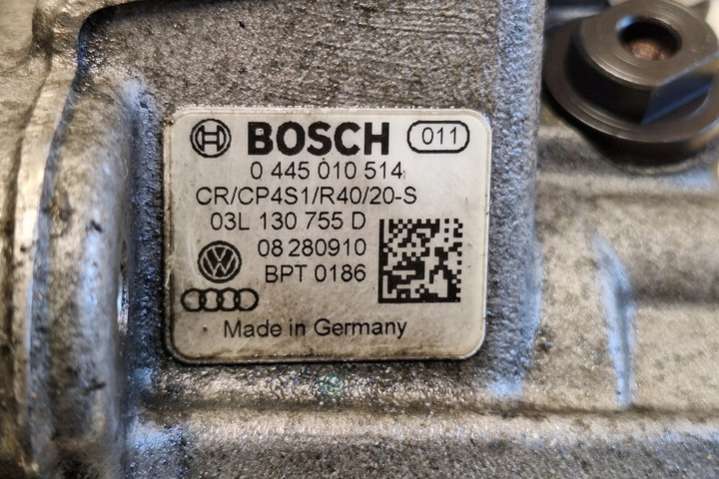 BOSCH 011
0 445 010 514
CR/CP4S1/R40/20-S
03L 130 755 D
08 280910
BPT 0186
Made in Germany